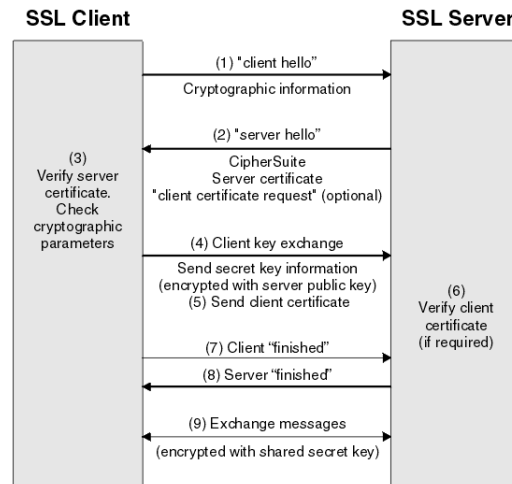 SSL Client
SSL Server
(1) "client hello”
Cryptographic information
(2) "server hello”
CipherSuite
Server certificate
"client certificate request" (optional)
(3)
Verify server
certificate.
Check
cryptographic
parameters
(4) Client key exchange
Send secret key information
(encrypted with server public key)
(5) Send client certificate
(6)
Verify client
certificate
(if required)
(7) Client “finished”
(8) Server “finished”
(9) Exchange messages
(encrypted with shared secret key)